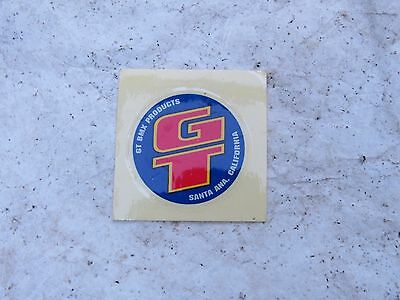 GT BMX PRODUCTS
GT
SANTA ANA, CALIFORNIA